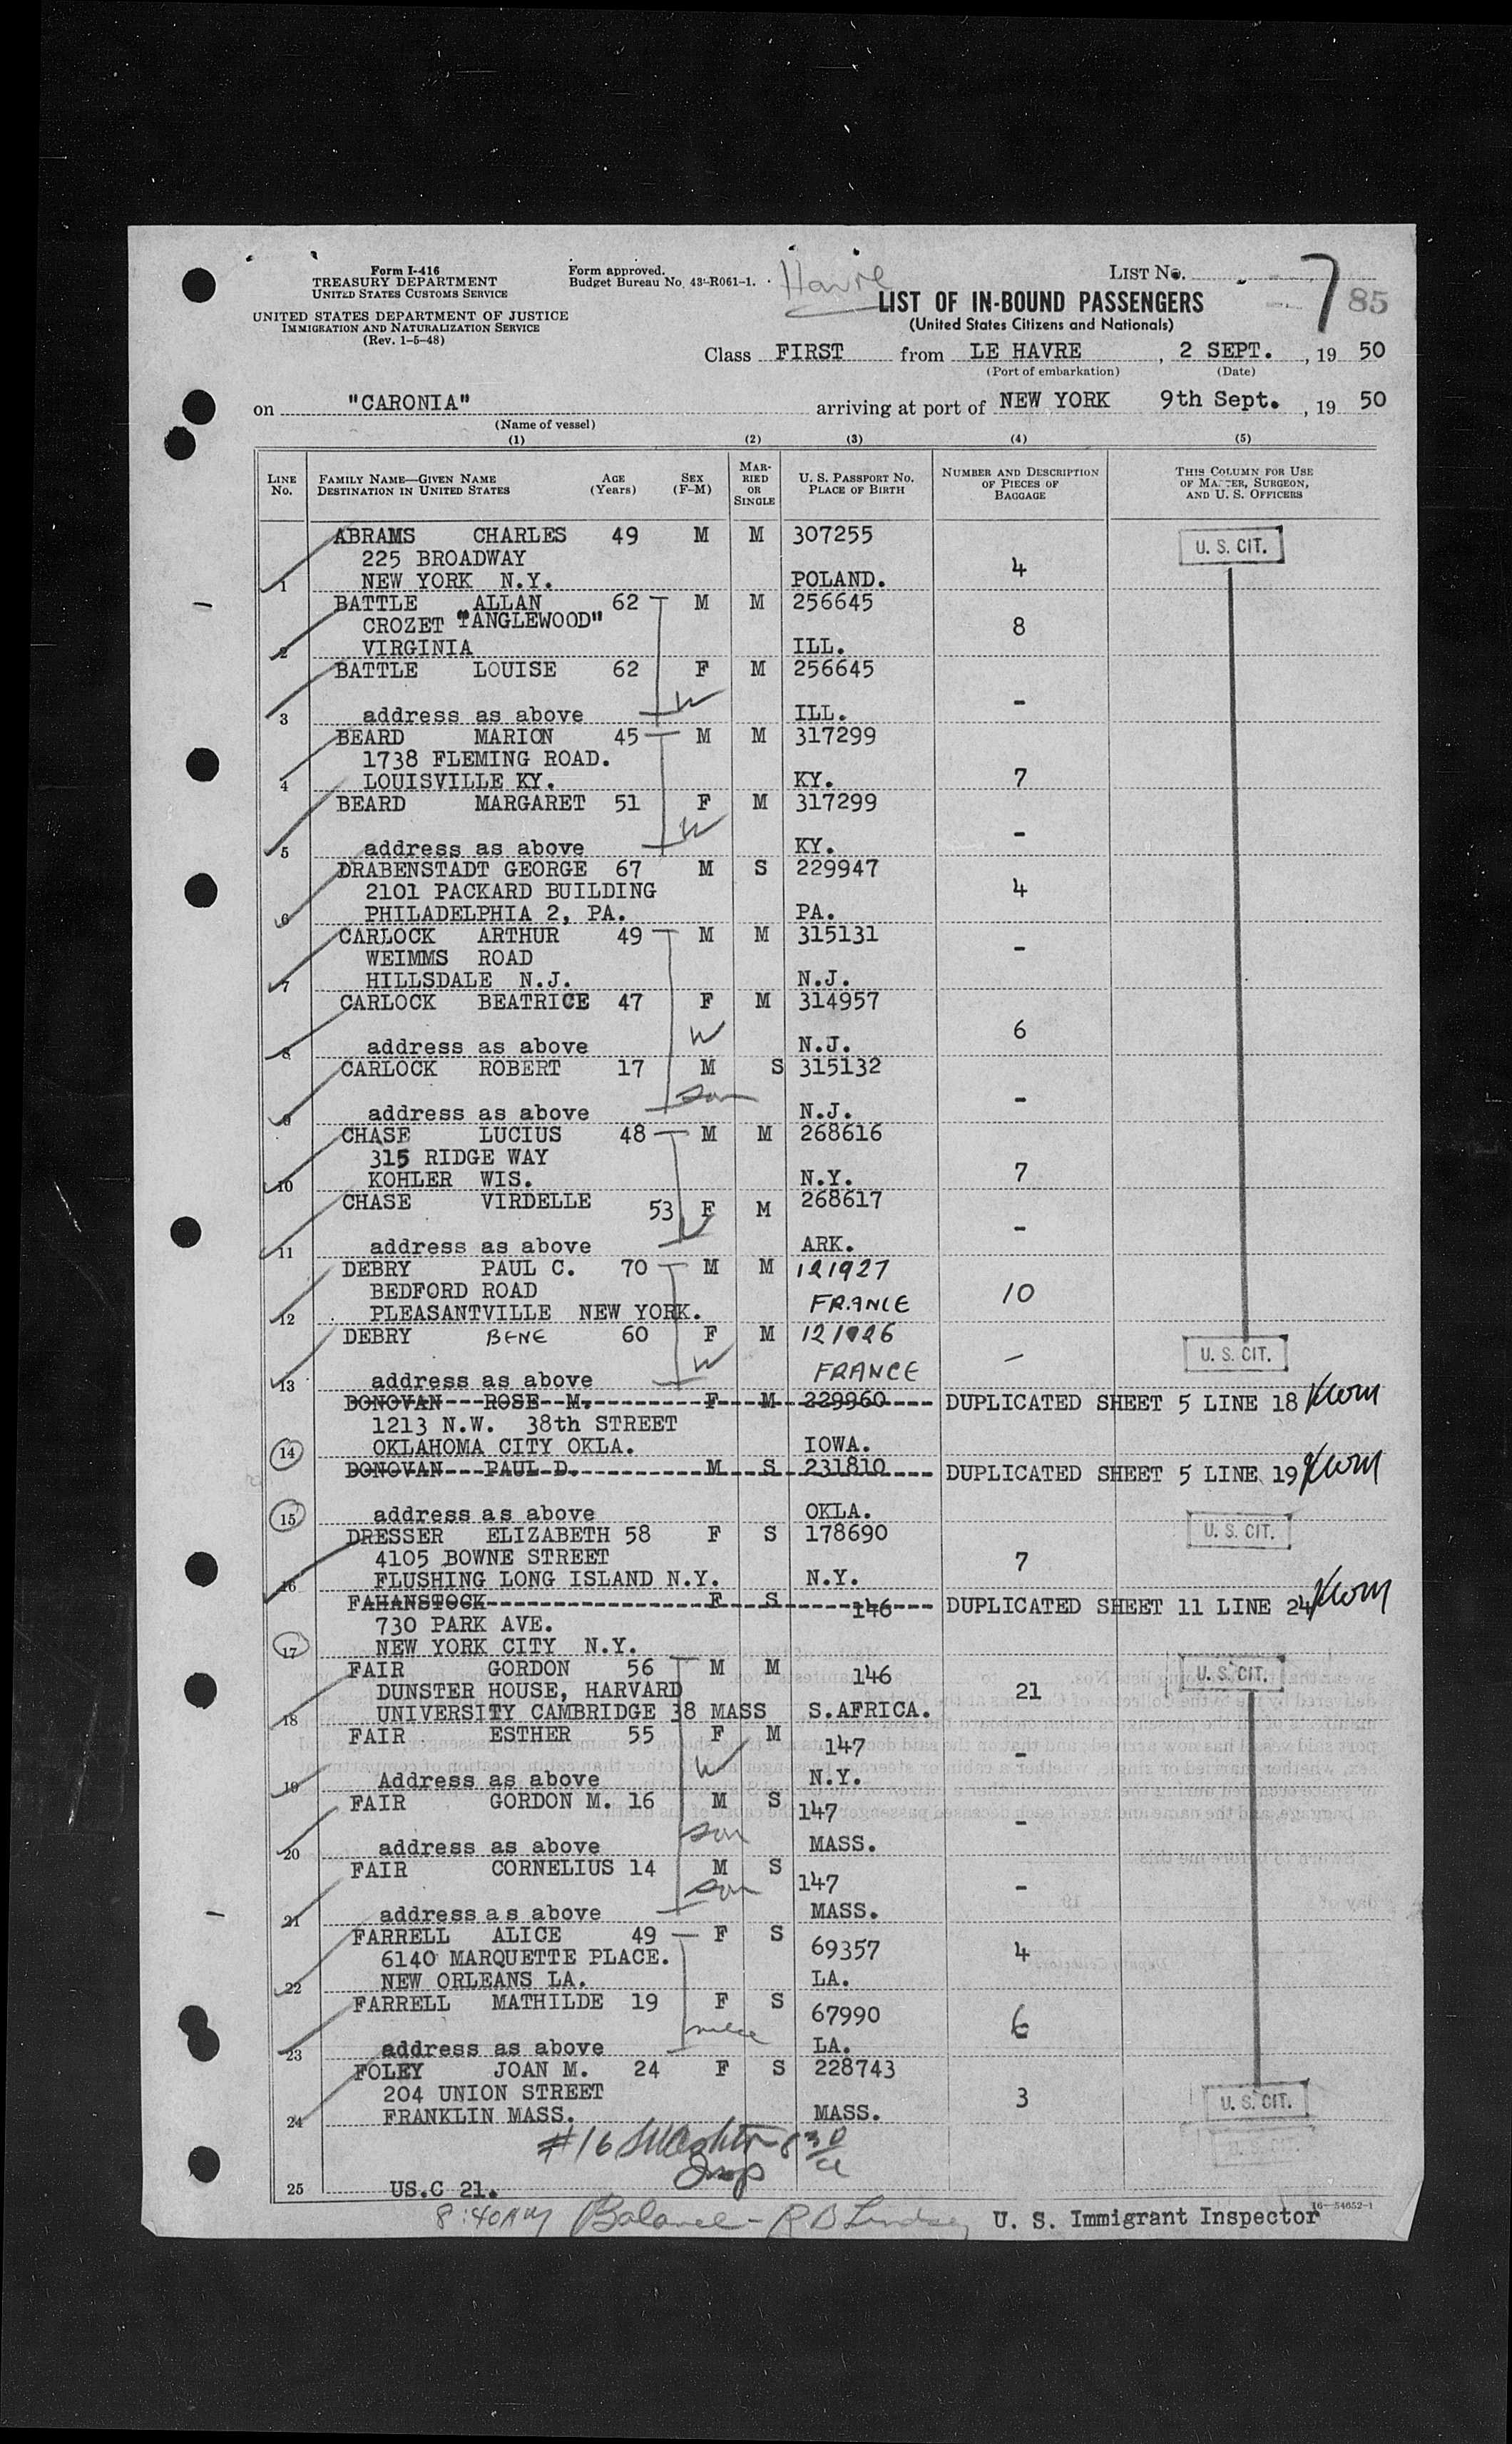 Form I-416
TREASURY DEPARTMENT
UNITED STATES CUSTOMS SERVICE
UNITED STATES DEPARTMENT OF JUSTICE
IMMIGRATION AND NATURALIZATION SERVICE
(Rev. 1-5-48)
Form approved.
Budget Bureau No. 43-R061-1.
Havre
LIST No. 7 85
LIST OF IN-BOUND PASSENGERS
(United States Citizens and Nationals)
Class FIRST from LE HAVRE , 2 SEPT. , 19 50
(Port of embarkation) (Date)
on "CARONIA" arriving at port of NEW YORK 9th Sept. , 19 50
(Name of vessel)
(1) (2) (3) (4) (5)
LINE No. FAMILY NAME—GIVEN NAME DESTINATION IN UNITED STATES AGE (Years) SEX (F-M) MARRIED OR SINGLE U. S. PASSPORT NO. PLACE OF BIRTH NUMBER AND DESCRIPTION OF PIECES OF BAGGAGE THIS COLUMN FOR USE OF MASTER, SURGEON, AND U. S. OFFICERS
ABRAMS CHARLES 49 M M 307255 U. S. CIT.
225 BROADWAY 4
1 NEW YORK N.Y. POLAND.
BATTLE ALLAN 62 M M 256645
CROZET "TANGLEWOOD" 8
2 VIRGINIA ILL.
BATTLE LOUISE 62 F M 256645
W -
3 address as above ILL.
BEARD MARION 45 M M 317299
1738 FLEMING ROAD.
4 LOUISVILLE KY. KY. 7
BEARD MARGARET 51 F M 317299
W -
5 address as above KY.
DRABENSTADT GEORGE 67 M S 229947
2101 PACKARD BUILDING 4
6 PHILADELPHIA 2, PA. PA.
CARLOCK ARTHUR 49 M M 315131
WEIMMS ROAD -
7 HILLSDALE N.J. N.J.
CARLOCK BEATRICE 47 F M 314957
W 6
8 address as above N.J.
CARLOCK ROBERT 17 M S 315132
son -
9 address as above N.J.
CHASE LUCIUS 48 M M 268616
315 RIDGE WAY 7
10 KOHLER WIS. N.Y.
CHASE VIRDELLE 53 F M 268617
W -
11 address as above ARK.
DEBRY PAUL C. 70 M M 121927
BEDFORD ROAD 10
12 PLEASANTVILLE NEW YORK. FRANCE
DEBRY BENE 60 F M 121926
W - U. S. CIT.
13 address as above FRANCE
DONOVAN ROSE M. F M 229960 DUPLICATED SHEET 5 LINE 18
1213 N.W. 38th STREET
14 OKLAHOMA CITY OKLA. IOWA.
DONOVAN PAUL D. M S 231810 DUPLICATED SHEET 5 LINE 19
15 address as above OKLA.
DRESSER ELIZABETH 58 F S 178690 U. S. CIT.
4105 BOWNE STREET 7
16 FLUSHING LONG ISLAND N.Y. N.Y.
FAHANSTOCK F S 146 DUPLICATED SHEET 11 LINE 24
730 PARK AVE.
17 NEW YORK CITY N.Y.
FAIR GORDON 56 M M 146 U. S. CIT.
DUNSTER HOUSE, HARVARD 21
18 UNIVERSITY CAMBRIDGE 38 MASS S.AFRICA.
FAIR ESTHER 55 F M 147
W -
19 Address as above N.Y.
FAIR GORDON M. 16 M S 147
son -
20 address as above MASS.
FAIR CORNELIUS 14 M S 147
son -
21 address as above MASS.
FARRELL ALICE 49 F S 69357
6140 MARQUETTE PLACE. 4
22 NEW ORLEANS LA. LA.
FARRELL MATHILDE 19 F S 67990
niece 6
23 address as above LA.
FOLEY JOAN M. 24 F S 228743
204 UNION STREET 3 U. S. CIT.
24 FRANKLIN MASS. MASS.
#16 U. S. CIT.
Insp
25 US.C 21.
16—54652-1
8:40AM Balance - R D Lindsey U. S. Immigrant Inspector